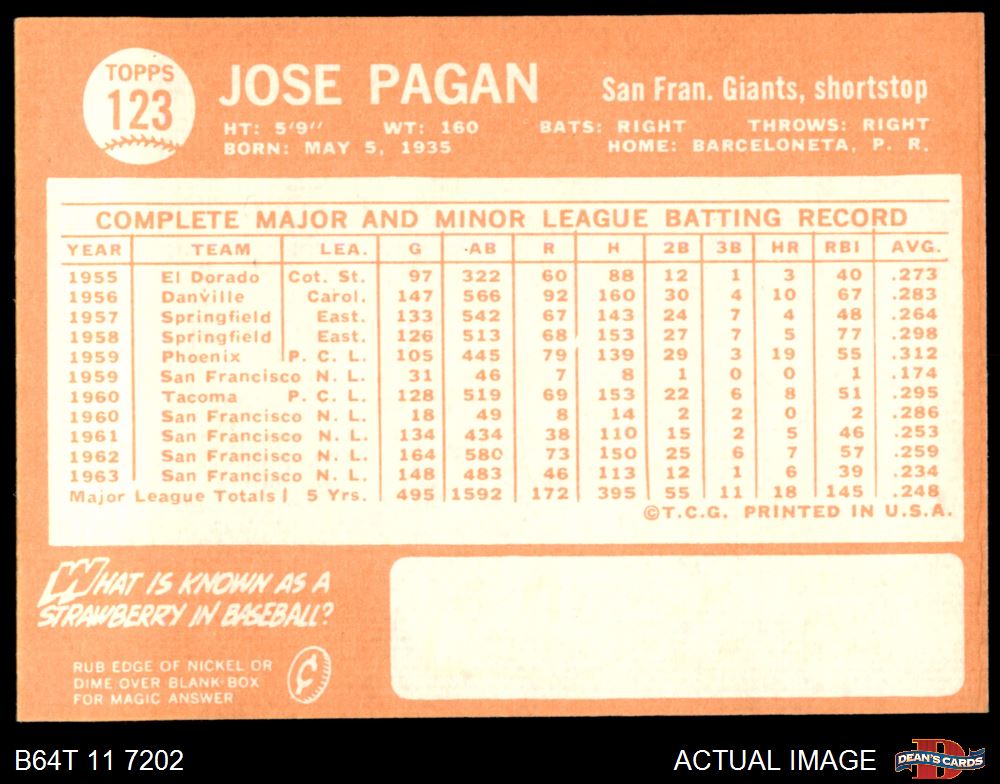 TOPPS
123
JOSE PAGAN
San Fran. Giants, shortstop
HT: 5'9" WT: 160 BATS: RIGHT THROWS: RIGHT
BORN: MAY 5, 1935 HOME: BARCELONETA, P. R.
COMPLETE MAJOR AND MINOR LEAGUE BATTING RECORD
YEAR TEAM LEA. G AB R H 2B 3B HR RBI AVG.
1955 El Dorado Cot. St. 97 322 60 88 12 1 3 40 .273
1956 Danville Carol. 147 566 92 160 30 4 10 67 .283
1957 Springfield East. 133 542 67 143 24 7 4 48 .264
1958 Springfield East. 126 513 68 153 27 7 5 77 .298
1959 Phoenix P. C. L. 105 445 79 139 29 3 19 55 .312
1959 San Francisco N. L. 31 46 7 8 1 0 0 1 .174
1960 Tacoma P. C. L. 128 519 69 153 22 6 8 51 .295
1960 San Francisco N. L. 18 49 8 14 2 2 0 2 .286
1961 San Francisco N. L. 134 434 38 110 15 2 5 46 .253
1962 San Francisco N. L. 164 580 73 150 25 6 7 57 .259
1963 San Francisco N. L. 148 483 46 113 12 1 6 39 .234
Major League Totals 5 Yrs. 495 1592 172 395 55 11 18 145 .248
©T.C.G. PRINTED IN U.S.A.
WHAT IS KNOWN AS A
STRAWBERRY IN BASEBALL?
RUB EDGE OF NICKEL OR
DIME OVER BLANK BOX
FOR MAGIC ANSWER
B64T 11 7202
ACTUAL IMAGE
DEAN'S CARDS